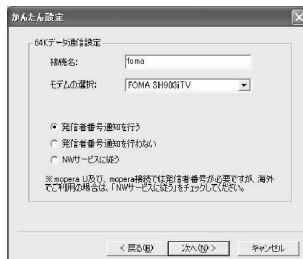 かんたん設定
64Kデータ通信設定
接続名:
foma
モデムの選択:
FOMA SH903iTV
発信者番号通知を行う
発信者番号通知を行わない
NWサービスに従う
※mopera U及び、mopera接続では発信者番号が必要ですが、海外
でご利用の場合は、「NWサービスに従う」をチェックしてください。
< 戻る(B)
次へ(N) >
キャンセル